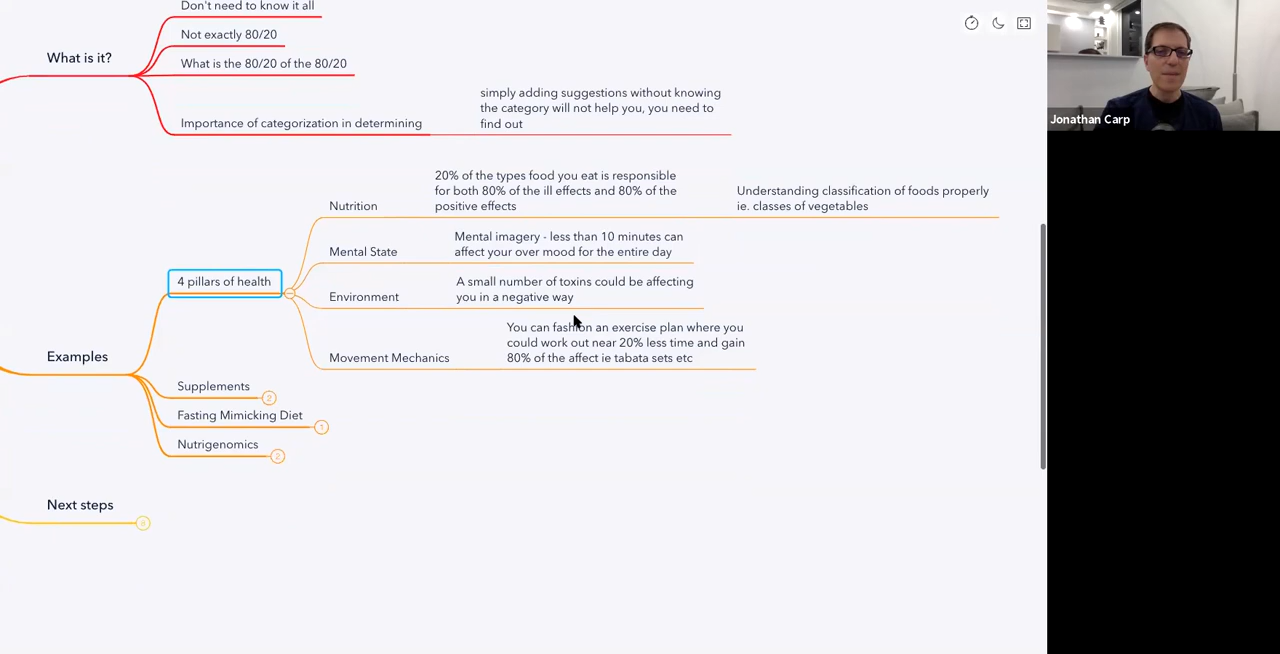 Don't need to know it all
Not exactly 80/20
What is it?
What is the 80/20 of the 80/20
simply adding suggestions without knowing
the category will not help you, you need to
find out
Importance of categorization in determining
Jonathan Carp
20% of the types food you eat is responsible
for both 80% of the ill effects and 80% of the
positive effects
Understanding classification of foods properly
ie. classes of vegetables
Nutrition
Mental imagery - less than 10 minutes can
affect your over mood for the entire day
Mental State
A small number of toxins could be affecting
you in a negative way
4 pillars of health
Environment
You can fashion an exercise plan where you
could work out near 20% less time and gain
80% of the affect ie tabata sets etc
Movement Mechanics
Examples
Supplements
2
Fasting Mimicking Diet
1
Nutrigenomics
2
Next steps
8